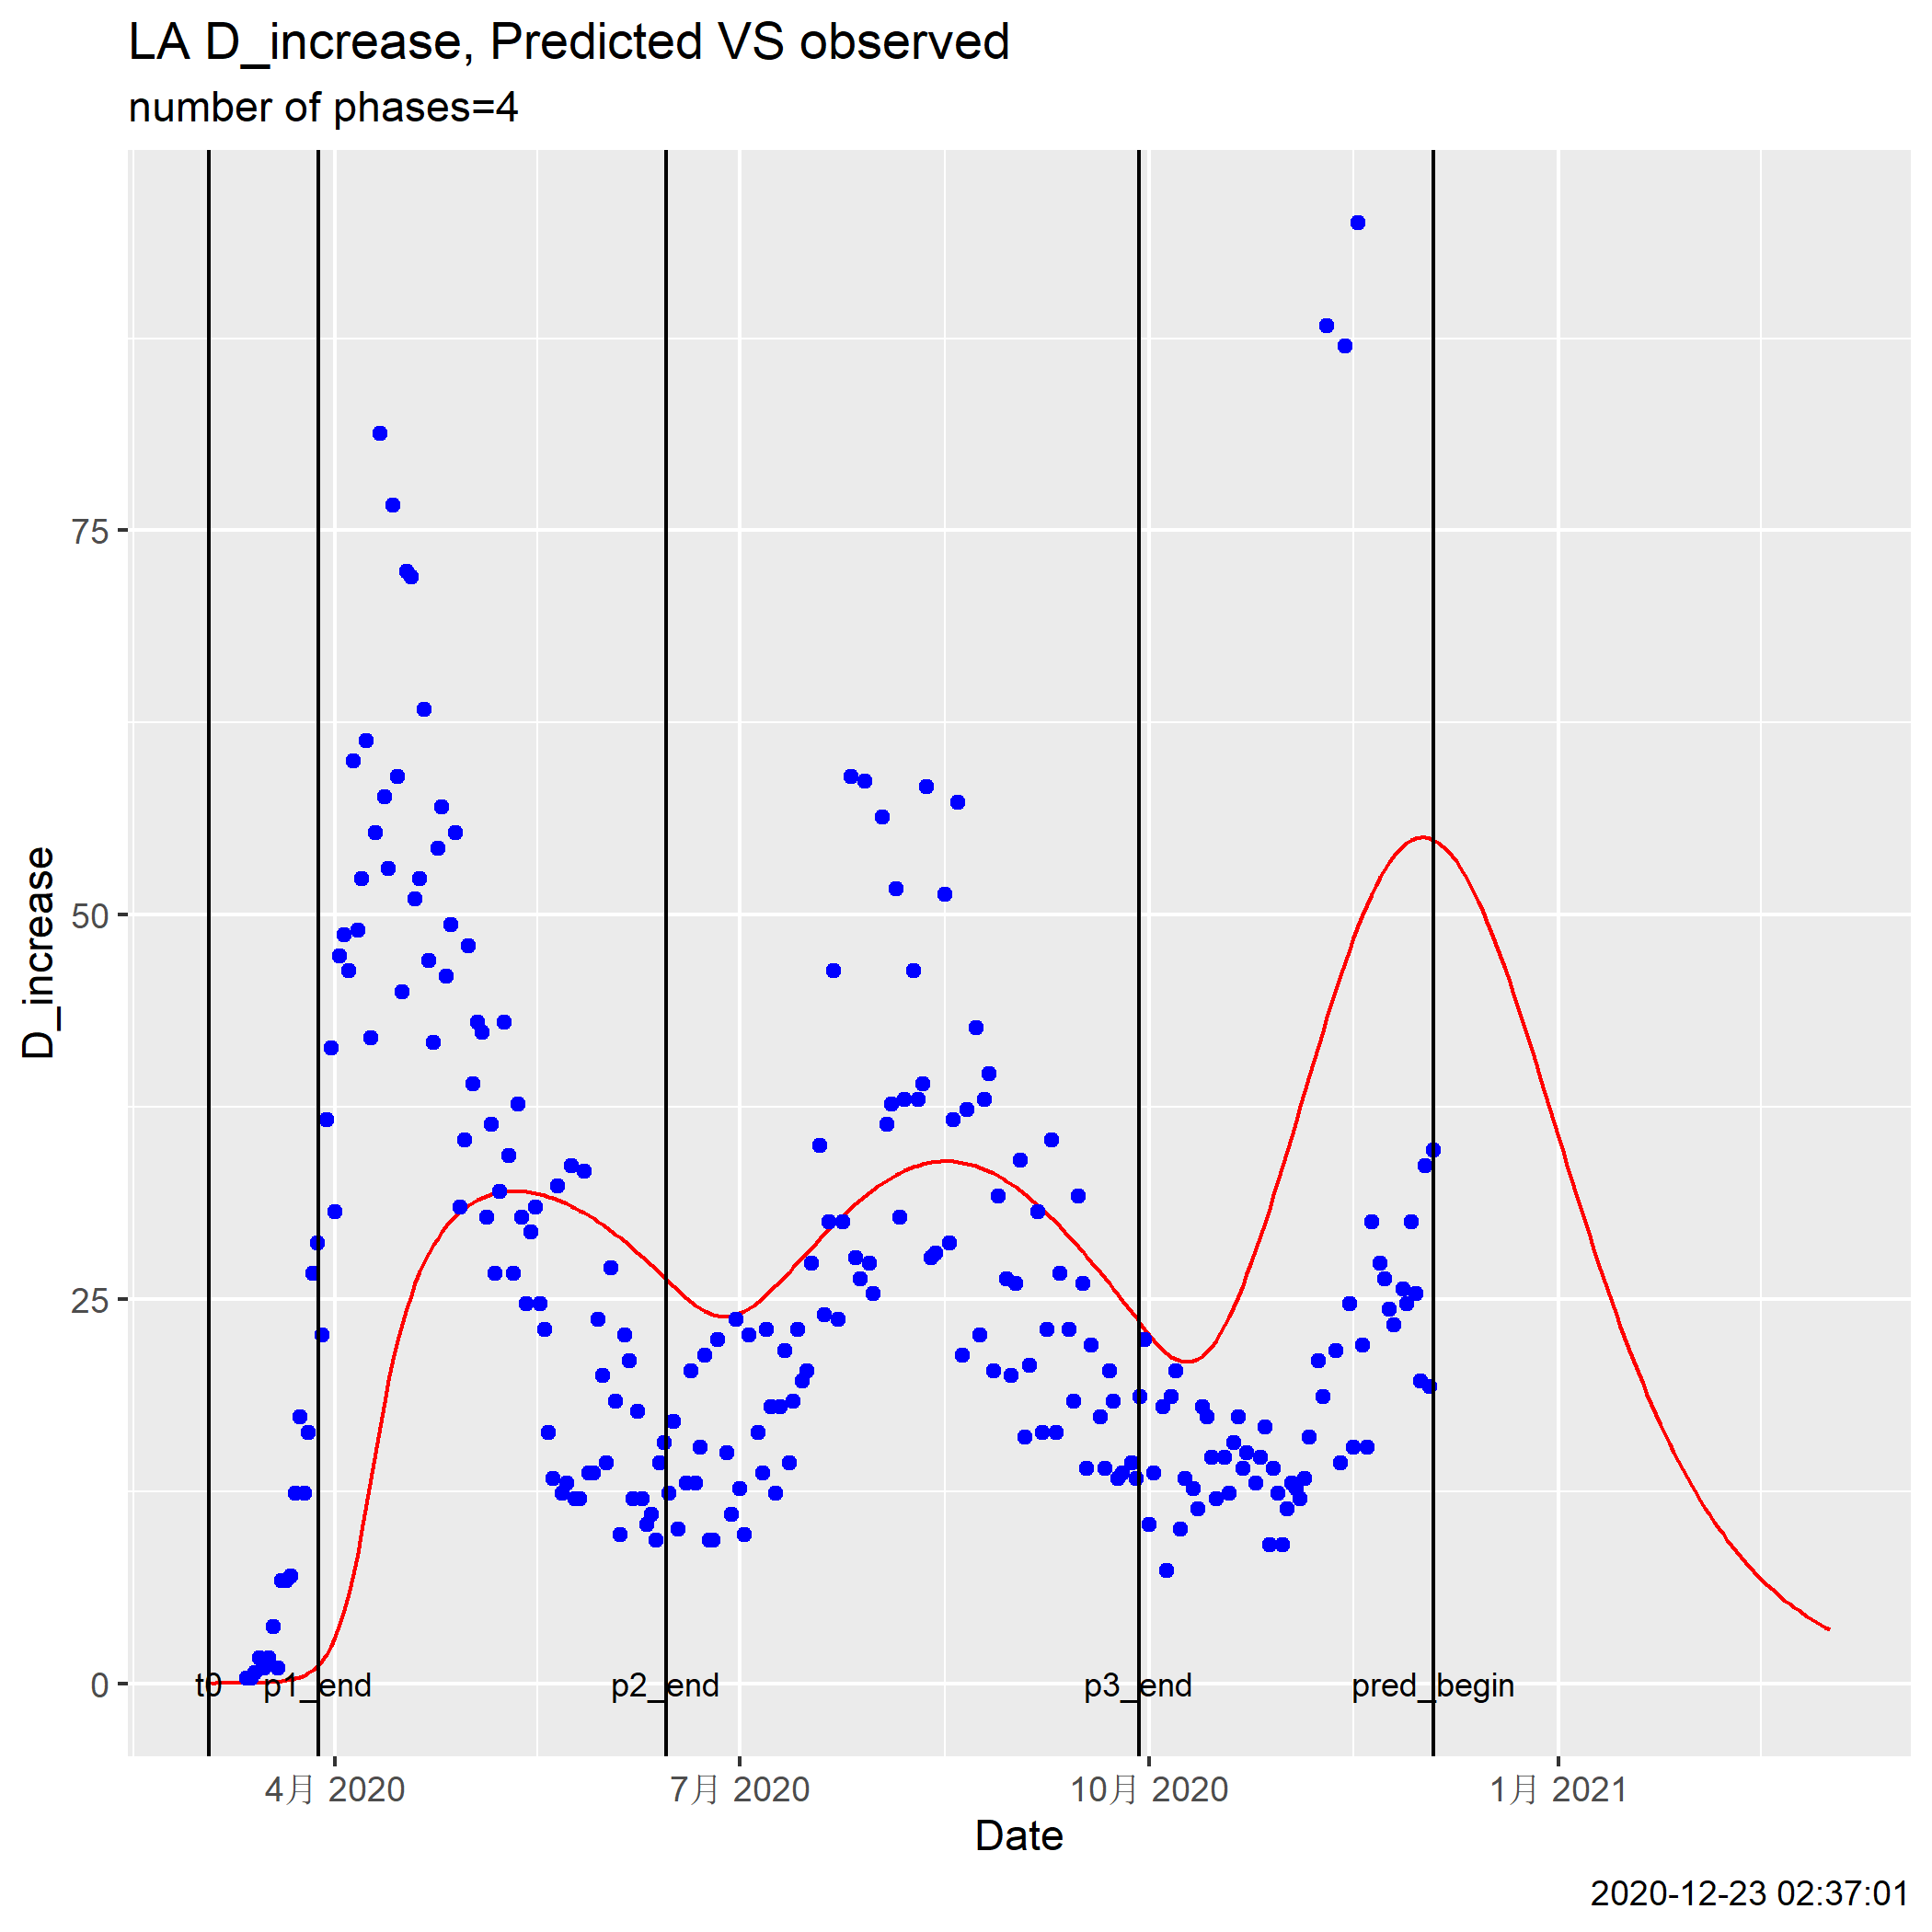 LA D_increase, Predicted VS observed
number of phases=4
D_increase
75
50
25
0
t0
p1_end
p2_end
p3_end
pred_begin
4月 2020
7月 2020
10月 2020
1月 2021
Date
2020-12-23 02:37:01